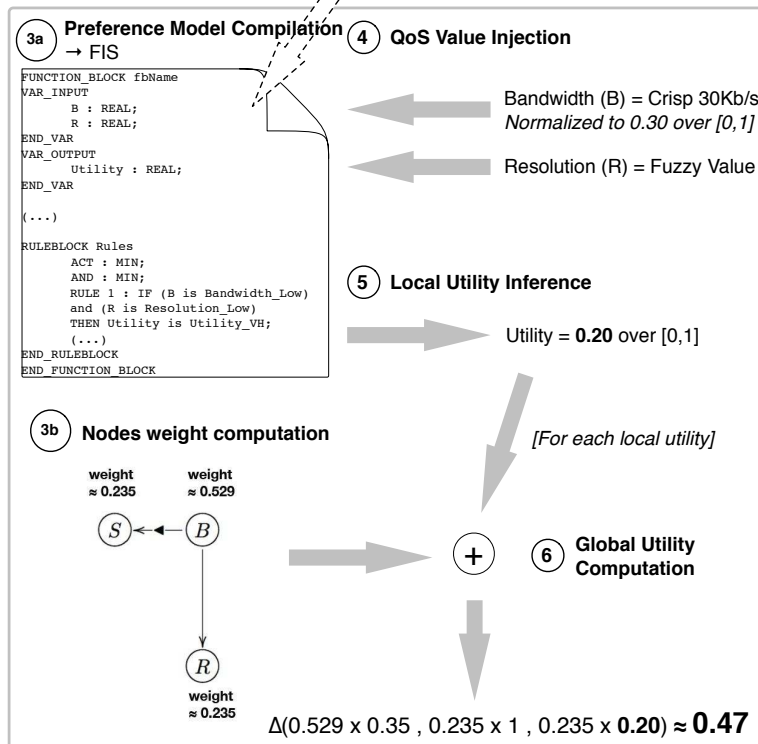 3a Preference Model Compilation
→ FIS
FUNCTION_BLOCK fbName
VAR_INPUT
B : REAL;
R : REAL;
END_VAR
VAR_OUTPUT
Utility : REAL;
END_VAR
(...)
RULEBLOCK Rules
ACT : MIN;
AND : MIN;
RULE 1 : IF (B is Bandwidth_Low)
and (R is Resolution_Low)
THEN Utility is Utility_VH;
(...)
END_RULEBLOCK
END_FUNCTION_BLOCK
4 QoS Value Injection
Bandwidth (B) = Crisp 30Kb/s
Normalized to 0.30 over [0,1]
Resolution (R) = Fuzzy Value
5 Local Utility Inference
Utility = 0.20 over [0,1]
[For each local utility]
3b Nodes weight computation
weight
≈ 0.235
weight
≈ 0.529
S
B
R
weight
≈ 0.235
+
6 Global Utility
Computation
Δ(0.529 x 0.35 , 0.235 x 1 , 0.235 x 0.20) ≈ 0.47